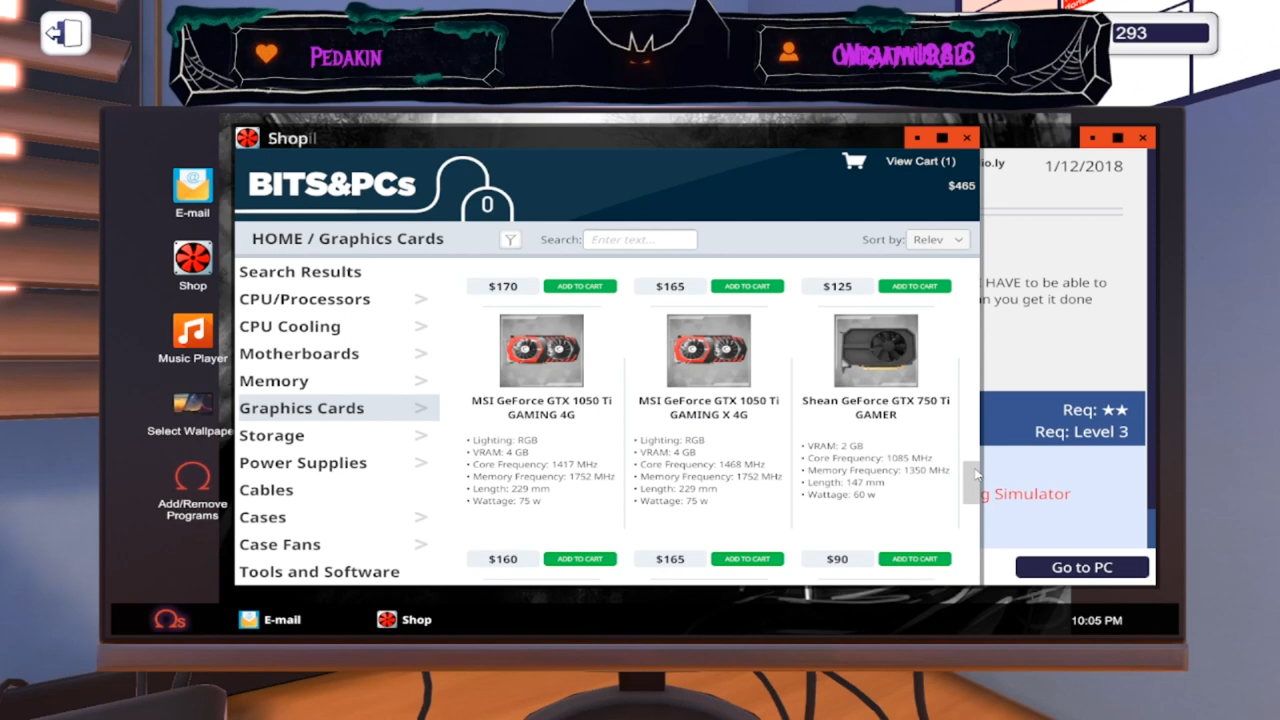 PEDAKIN
293
Shop
BITS&PCs
0
View Cart (1)
$465
io.ly
1/12/2018
HOME / Graphics Cards
Search:
Enter text...
Sort by:
Relev
Search Results
CPU/Processors >
CPU Cooling >
Motherboards >
Memory >
Graphics Cards >
Storage >
Power Supplies >
Cables
Cases >
Case Fans >
Tools and Software
$170
ADD TO CART
$165
ADD TO CART
$125
ADD TO CART
MSI GeForce GTX 1050 Ti
GAMING 4G
• Lighting: RGB
• VRAM: 4 GB
• Core Frequency: 1417 MHz
• Memory Frequency: 1752 MHz
• Length: 229 mm
• Wattage: 75 w
$160
ADD TO CART
MSI GeForce GTX 1050 Ti
GAMING X 4G
• Lighting: RGB
• VRAM: 4 GB
• Core Frequency: 1468 MHz
• Memory Frequency: 1752 MHz
• Length: 229 mm
• Wattage: 75 w
$165
ADD TO CART
Shean GeForce GTX 750 Ti
GAMER
• VRAM: 2 GB
• Core Frequency: 1085 MHz
• Memory Frequency: 1350 MHz
• Length: 147 mm
• Wattage: 60 w
$90
ADD TO CART
HAVE to be able to
n you get it done
Req: ★★
Req: Level 3
g Simulator
Go to PC
E-mail
Shop
Music Player
Select Wallpape
Add/Remove
Programs
Ωs
E-mail
Shop
10:05 PM